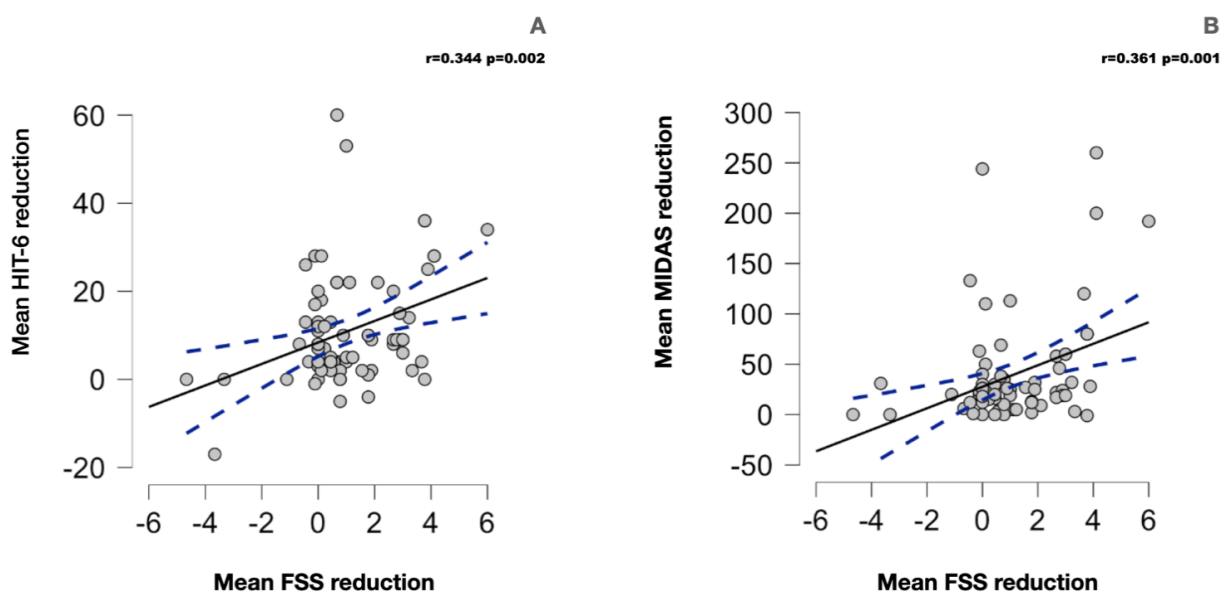 A
r=0.344 p=0.002
Mean HIT-6 reduction
60
40
20
0
-20
-6 -4 -2 0 2 4 6
Mean FSS reduction
B
r=0.361 p=0.001
Mean MIDAS reduction
300
250
200
150
100
50
0
-50
-6 -4 -2 0 2 4 6
Mean FSS reduction